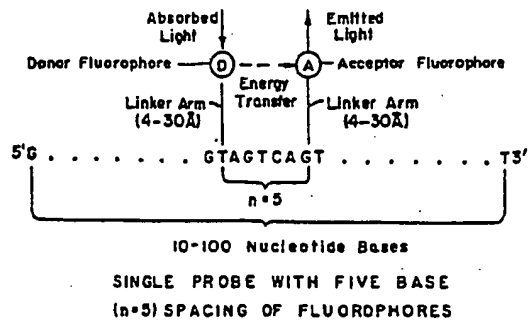 Absorbed Light
Emitted Light
Donor Fluorophore
D
A
Acceptor Fluorophore
Energy Transfer
Linker Arm (4-30Å)
Linker Arm (4-30Å)
5'G . . . . . . . . GTAGTCAGT . . . . . . . . T3'
n=5
10-100 Nucleotide Bases
SINGLE PROBE WITH FIVE BASE
(n=5) SPACING OF FLUOROPHORES